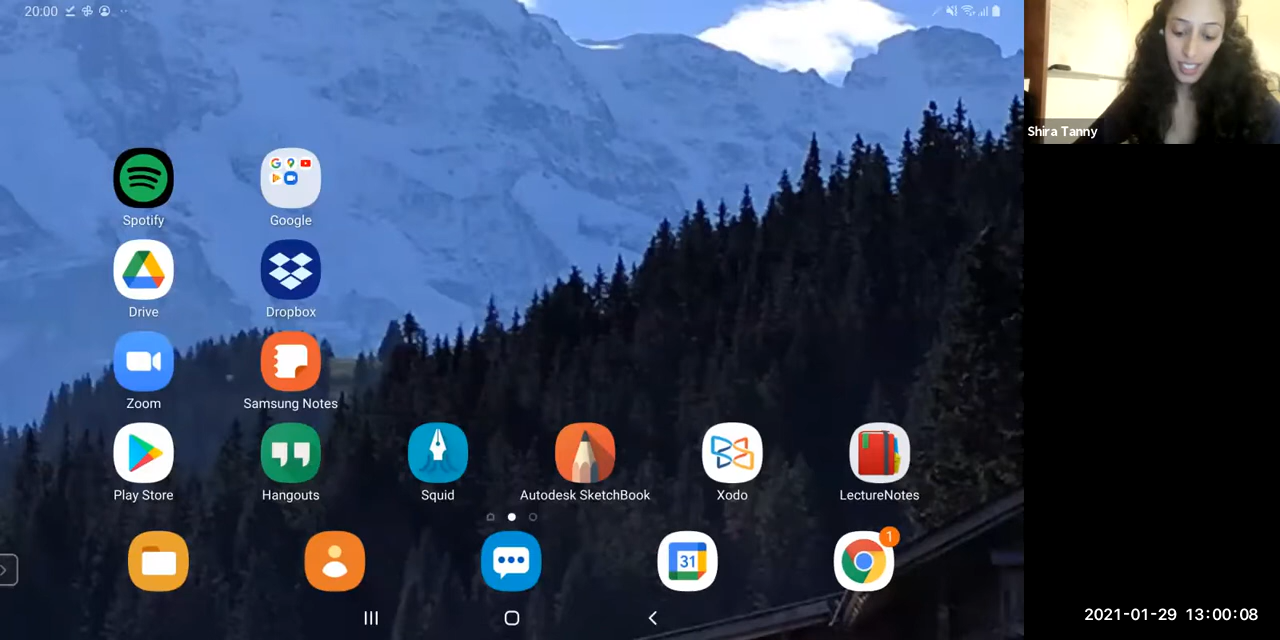 20:00
Shira Tanny
Spotify
Google
Drive
Dropbox
Zoom
Samsung Notes
Play Store
Hangouts
Squid
Autodesk SketchBook
Xodo
LectureNotes
31
1
2021-01-29 13:00:08